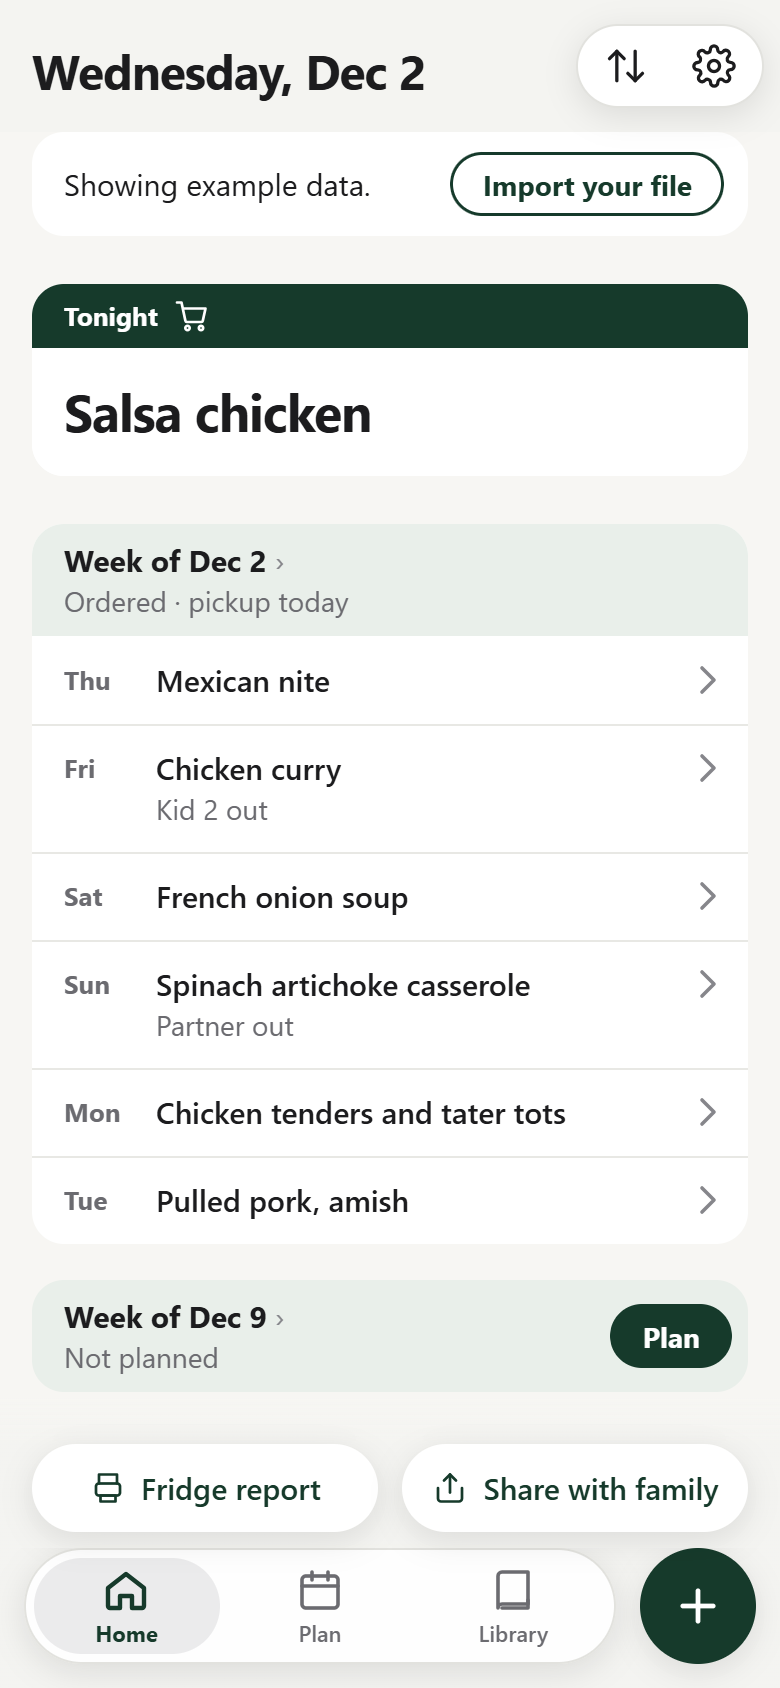 Wednesday, Dec 2
Showing example data.
Import your file
Tonight
Salsa chicken
Week of Dec 2 ›
Ordered · pickup today
Thu Mexican nite
Fri Chicken curry
Kid 2 out
Sat French onion soup
Sun Spinach artichoke casserole
Partner out
Mon Chicken tenders and tater tots
Tue Pulled pork, amish
Week of Dec 9 ›
Not planned
Plan
Fridge report
Share with family
Home
Plan
Library